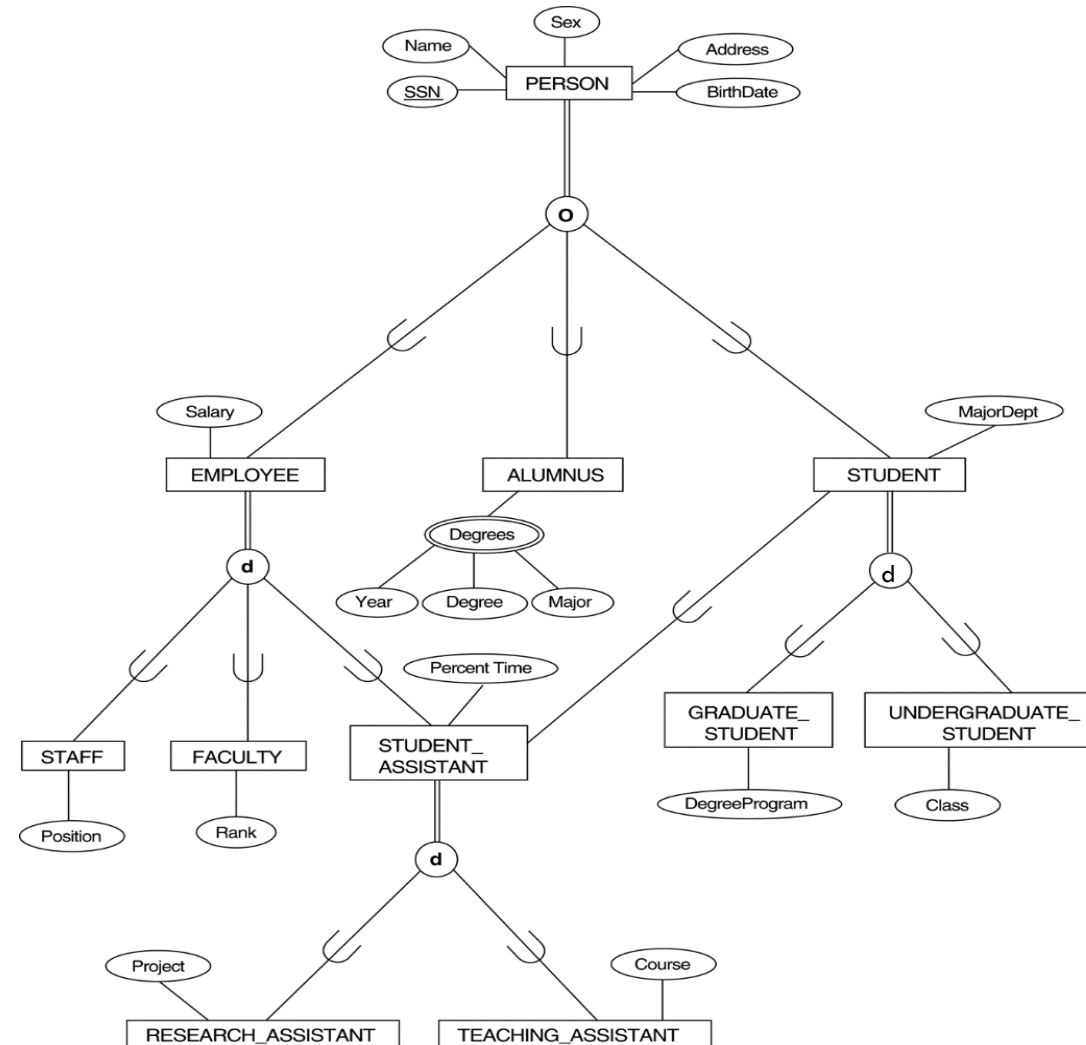 Sex
Name
Address
PERSON
SSN
BirthDate
O
Salary
MajorDept
EMPLOYEE
ALUMNUS
STUDENT
Degrees
d
d
Year
Degree
Major
Percent Time
GRADUATE_
STUDENT
UNDERGRADUATE_
STUDENT
STAFF
FACULTY
STUDENT_
ASSISTANT
DegreeProgram
Class
Position
Rank
d
Project
Course
RESEARCH_ASSISTANT
TEACHING_ASSISTANT